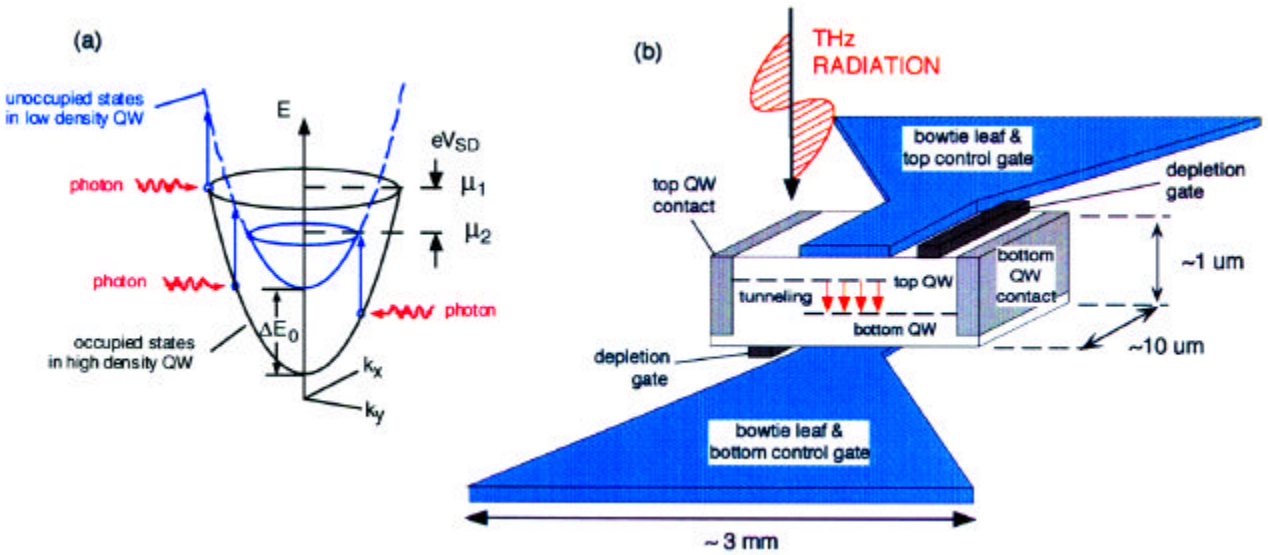 (a)
unoccupied states
in low density QW
E
eV_SD
photon
μ₁
μ₂
photon
photon
ΔE₀
occupied states
in high density QW
k_x
k_y
(b)
THz
RADIATION
bowtie leaf &
top control gate
depletion
gate
top QW
contact
bottom
QW
contact
~1 um
top QW
tunneling
bottom QW
~10 um
depletion
gate
bowtie leaf &
bottom control gate
~ 3 mm